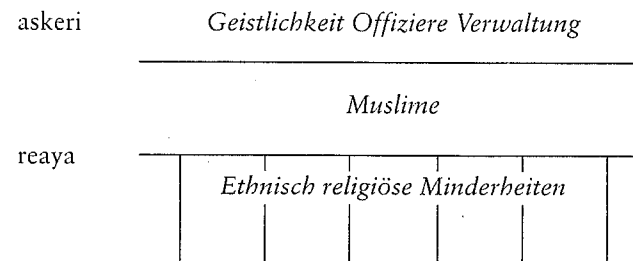 askeri Geistlichkeit Offiziere Verwaltung
Muslime
reaya
Ethnisch religiöse Minderheiten